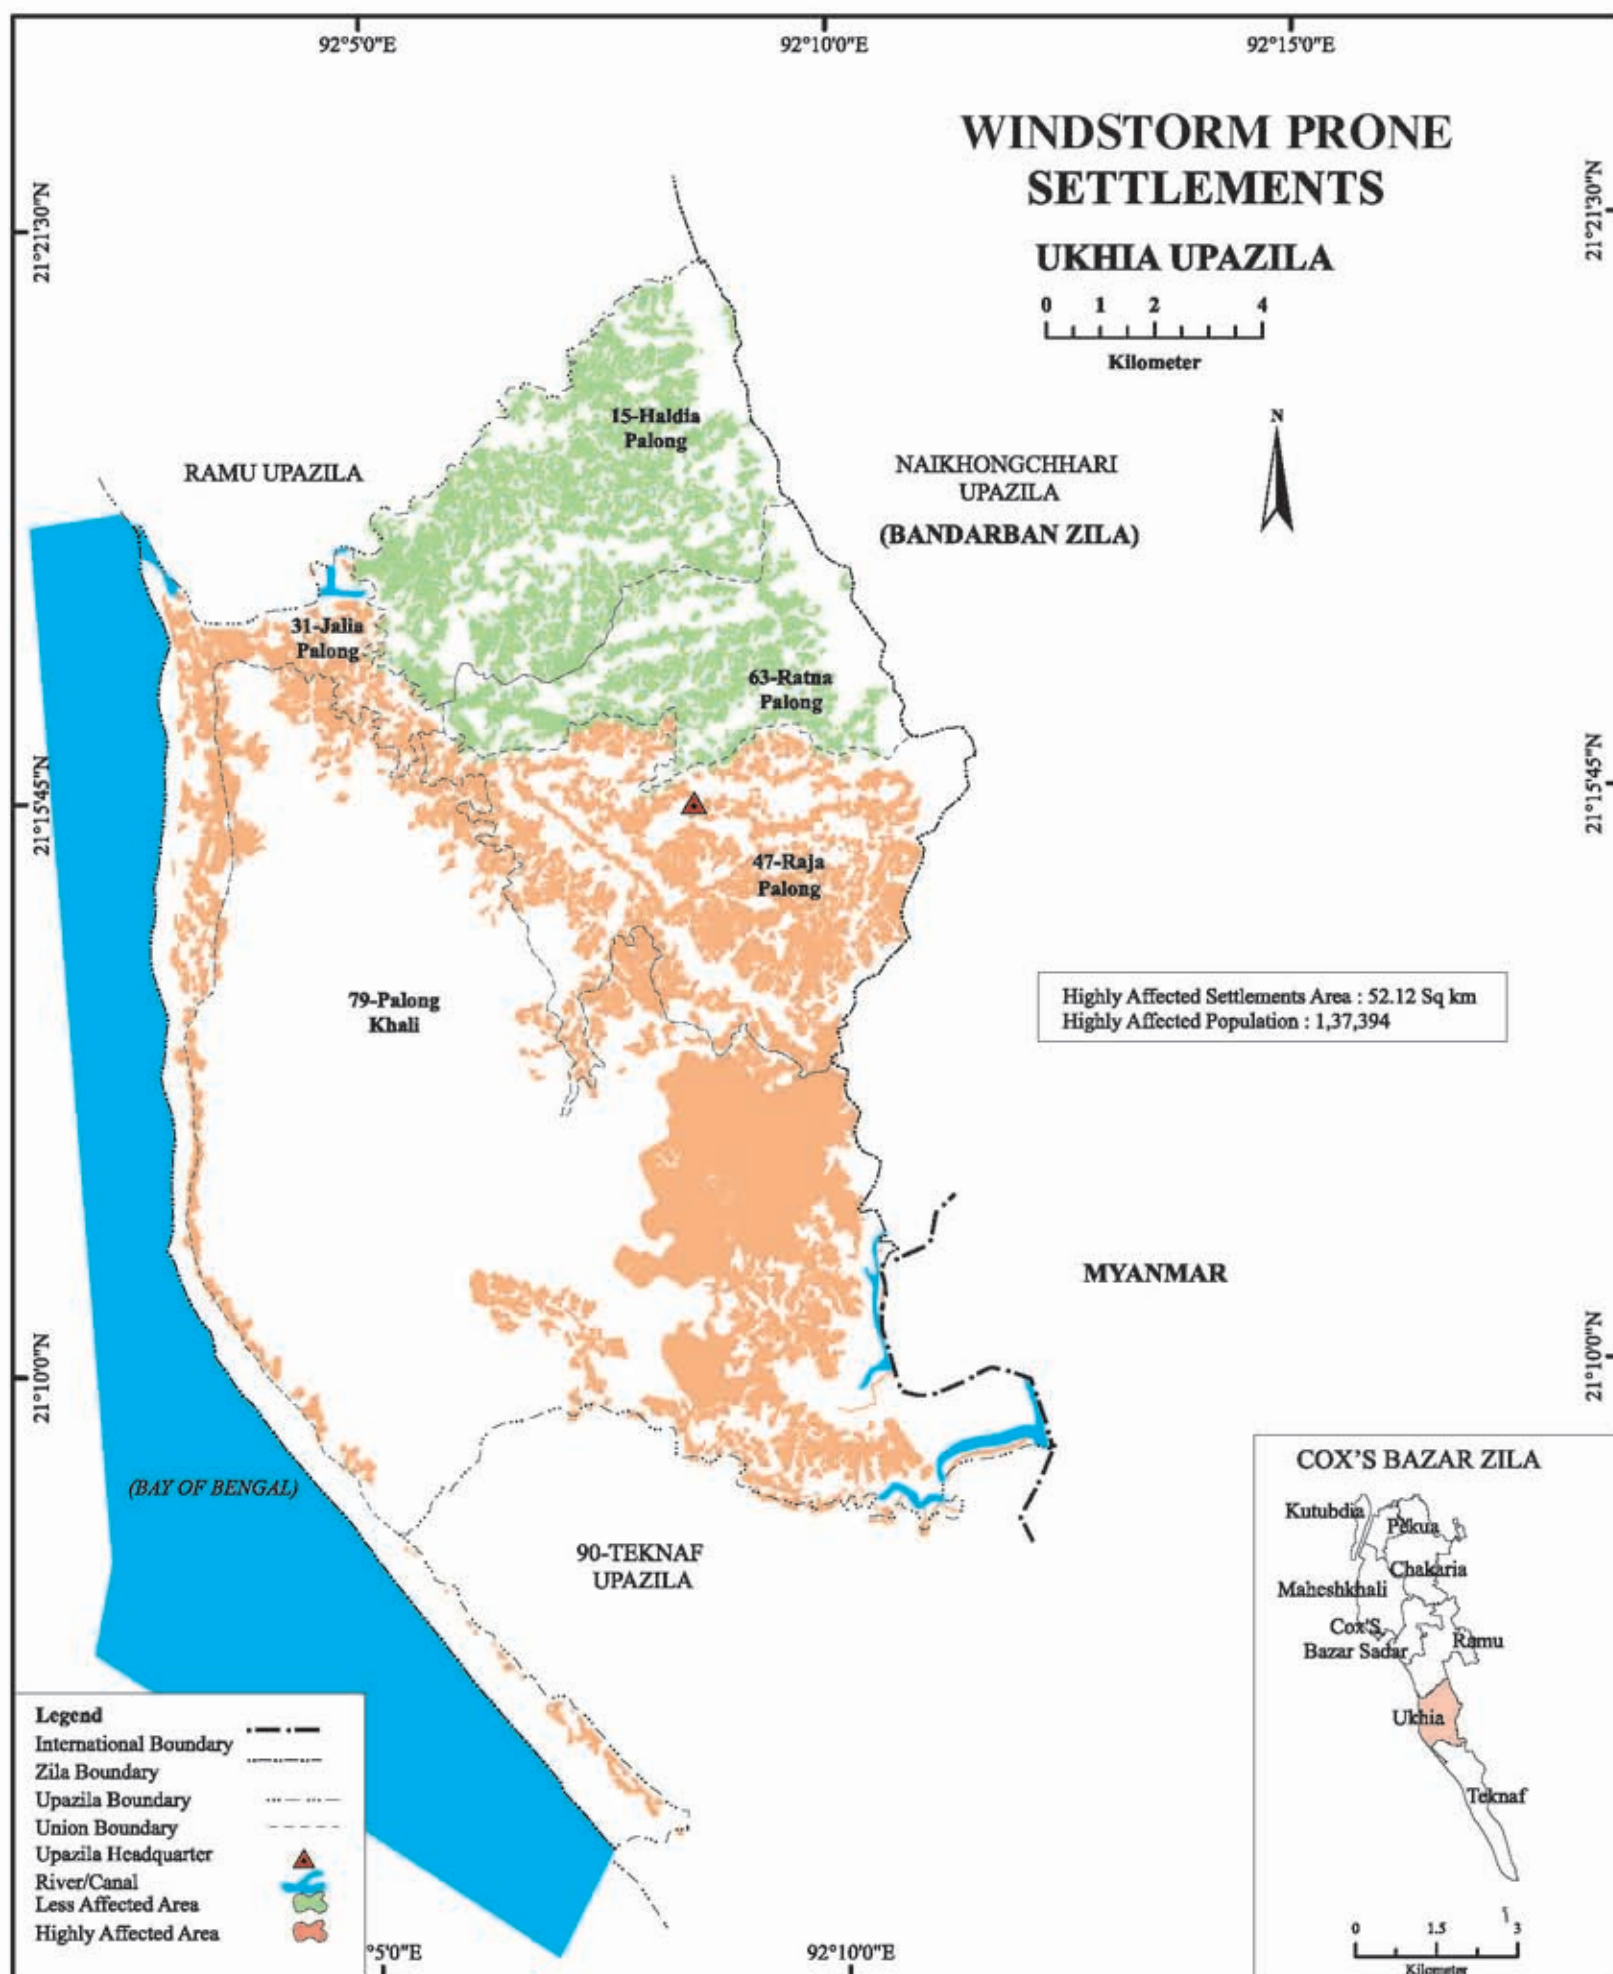 92°5'0"E
92°10'0"E
92°15'0"E
WINDSTORM PRONE
SETTLEMENTS
UKHIA UPAZILA
0 1 2 4
Kilometer
21°21'30"N
21°21'30"N
N
15-Haldia
Palong
RAMU UPAZILA
NAIKHONGCHHARI
UPAZILA
(BANDARBAN ZILA)
31-Jalia
Palong
63-Ratna
Palong
21°15'45"N
21°15'45"N
47-Raja
Palong
79-Palong
Khali
Highly Affected Settlements Area : 52.12 Sq km
Highly Affected Population : 1,37,394
MYANMAR
21°10'0"N
21°10'0"N
(BAY OF BENGAL)
90-TEKNAF
UPAZILA
COX'S BAZAR ZILA
Kutubdia
Pekua
Chakaria
Maheshkhali
Cox'S
Bazar Sadar
Ramu
Ukhia
Teknaf
0 1.5 3
Kilometer
Legend
International Boundary
Zila Boundary
Upazila Boundary
Union Boundary
Upazila Headquarter
River/Canal
Less Affected Area
Highly Affected Area
°5'0"E
92°10'0"E